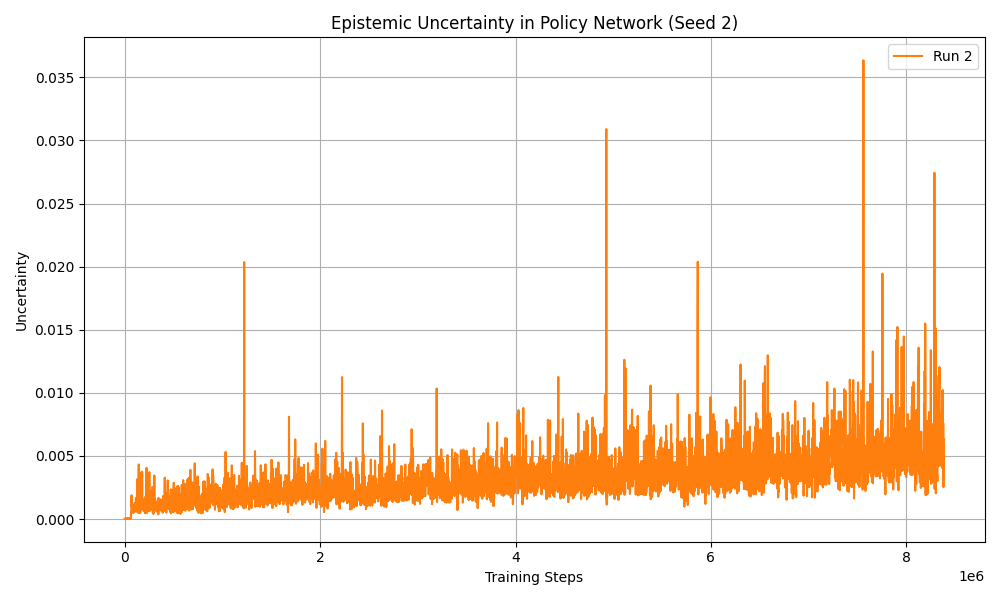 Epistemic Uncertainty in Policy Network (Seed 2)
Run 2
Uncertainty
0.035
0.030
0.025
0.020
0.015
0.010
0.005
0.000
0 2 4 6 8
1e6
Training Steps